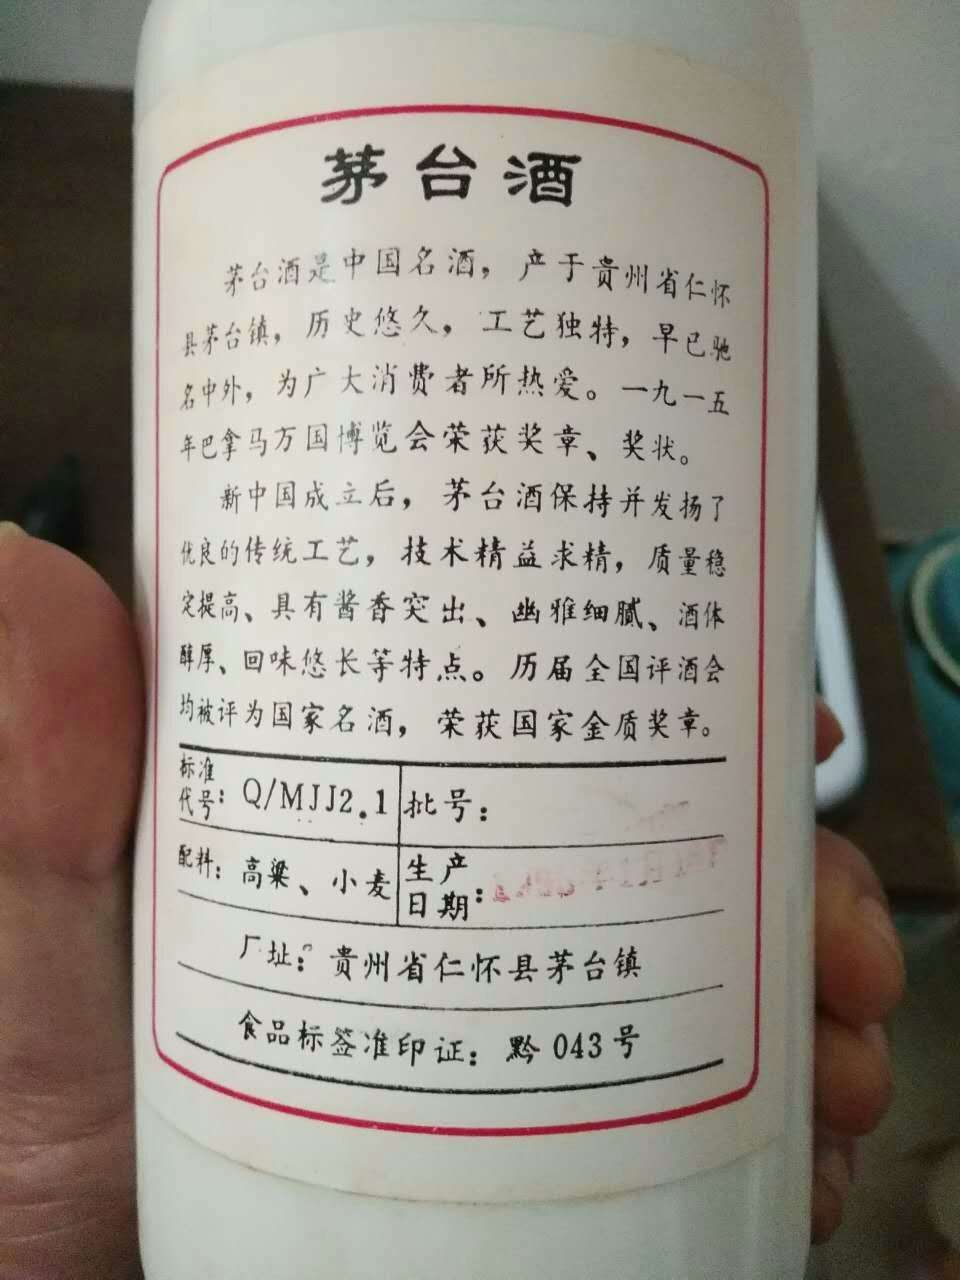 茅台酒
茅台酒是中国名酒，产于贵州省仁怀
县茅台镇，历史悠久，工艺独特，早已驰
名中外，为广大消费者所热爱。一九一五
年巴拿马万国博览会荣获奖章、奖状。
新中国成立后，茅台酒保持并发扬了
优良的传统工艺，技术精益求精，质量稳
定提高、具有酱香突出、幽雅细腻、酒体
醇厚、回味悠长等特点。历届全国评酒会
均被评为国家名酒，荣获国家金质奖章。
标准代号：Q/MJJ2.1 批号：
配料：高粱、小麦 生产日期：
厂址：贵州省仁怀县茅台镇
食品标签准印证：黔043号